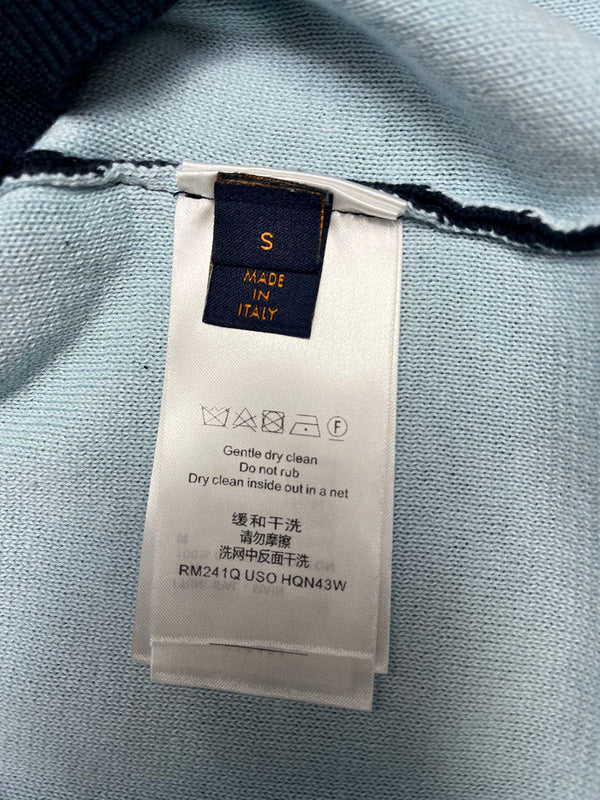 S
MADE
IN
ITALY
F
Gentle dry clean
Do not rub
Dry clean inside out in a net
缓和干洗
请勿摩擦
洗网中反面干洗
RM241Q USO HQN43W